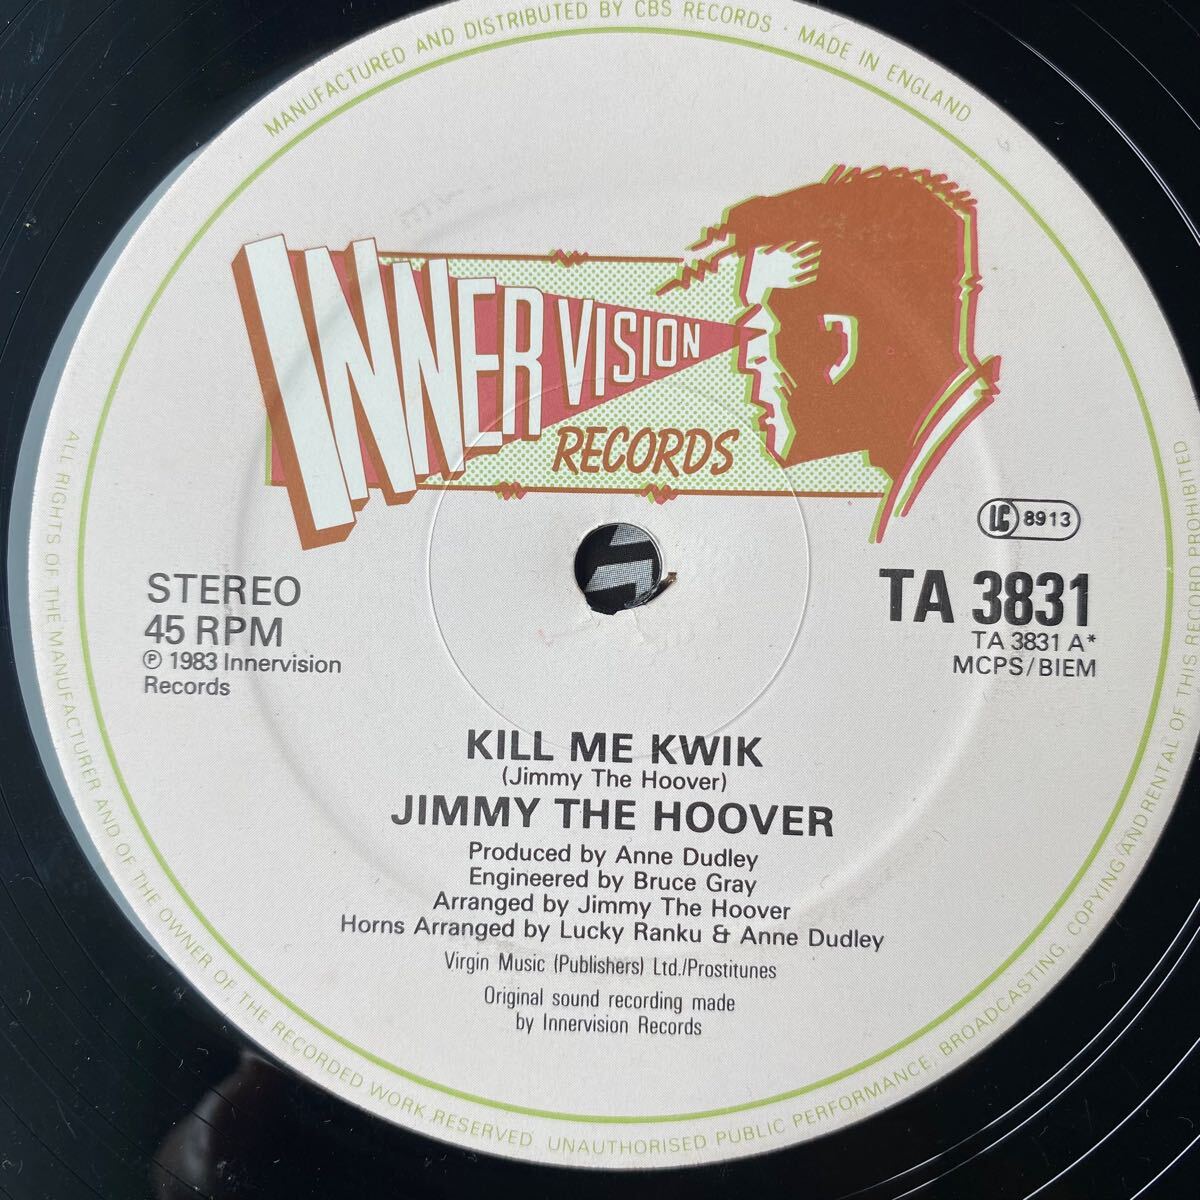 MANUFACTURED AND DISTRIBUTED BY CBS RECORDS · MADE IN ENGLAND
INNERVISION
RECORDS
LC 8913
STEREO
45 RPM
℗ 1983 Innervision
Records
TA 3831
TA 3831 A*
MCPS/BIEM
KILL ME KWIK
(Jimmy The Hoover)
JIMMY THE HOOVER
Produced by Anne Dudley
Engineered by Bruce Gray
Arranged by Jimmy The Hoover
Horns Arranged by Lucky Ranku & Anne Dudley
Virgin Music (Publishers) Ltd./Prostitunes
Original sound recording made
by Innervision Records
ALL RIGHTS OF THE MANUFACTURER AND OF THE OWNER OF THE RECORDED WORK RESERVED. UNAUTHORISED PUBLIC PERFORMANCE, BROADCASTING, COPYING/ANDRENTAL OF THIS RECORD PROHIBITED